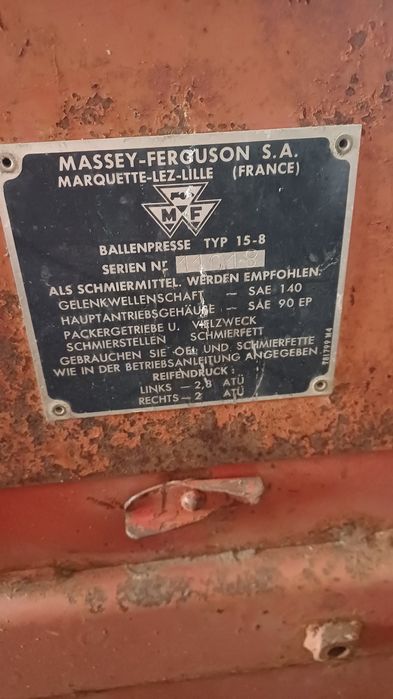 MASSEY-FERGUSON S.A.
MARQUETTE-LEZ-LILLE (FRANCE)
M F
BALLENPRESSE TYP 15-8
SERIEN Nr
ALS SCHMIERMITTEL WERDEN EMPFOHLEN:
GELENKWELLENSCHAFT — SAE 140
HAUPTANTRIEBSGEHÄUSE — SAE 90 EP
PACKERGETRIEBE U. VIELZWECK
SCHMIERSTELLEN SCHMIERFETT
GEBRAUCHEN SIE OEL UND SCHMIERFETTE
WIE IN DER BETRIEBSANLEITUNG ANGEGEBEN
REIFENDRUCK:
LINKS — 2,8 ATÜ
RECHTS — 2 ATÜ
781799 M4